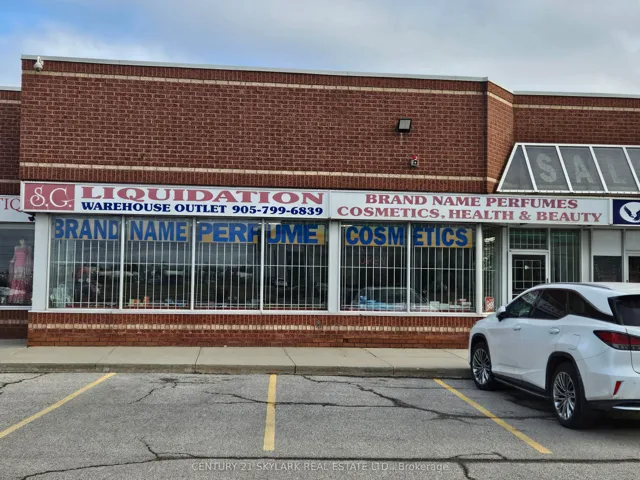 S.G. LIQUIDATION
WAREHOUSE OUTLET 905-799-6839
BRAND NAME PERFUMES
COSMETICS, HEALTH & BEAUTY
BRAND NAME PERFUME COSMETICS
SAL
CENTURY 21 SKYLARK REAL ESTATE LTD., Brokerage